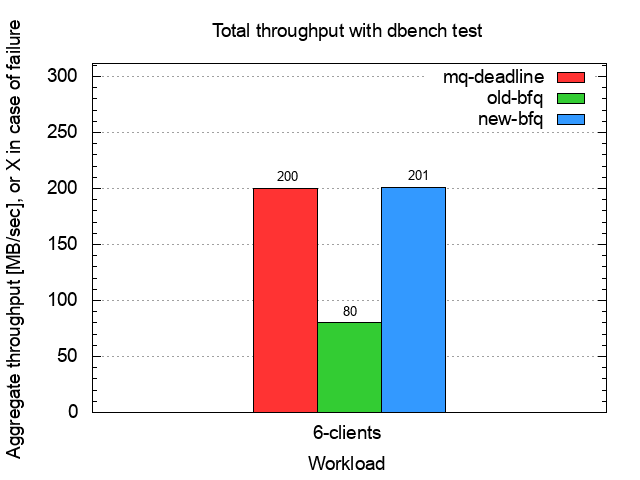 Total throughput with dbench test
Aggregate throughput [MB/sec], or X in case of failure
300
250
200
150
100
50
0
mq-deadline
old-bfq
new-bfq
200
80
201
6-clients
Workload